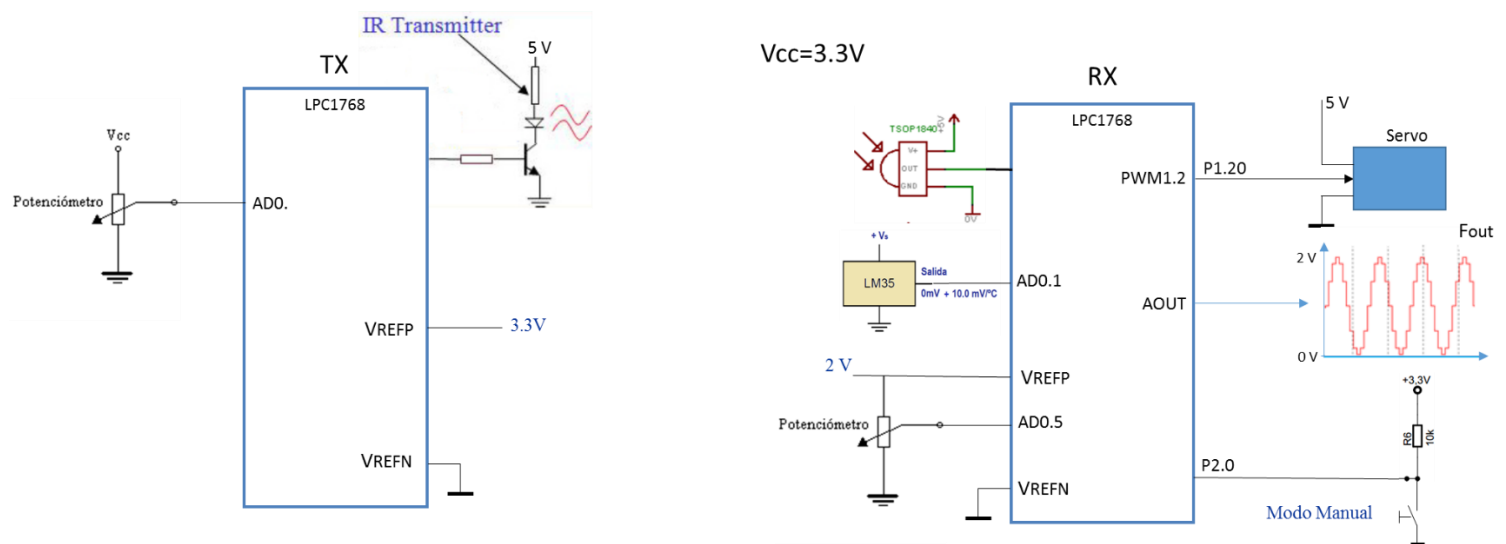 IR Transmitter
5 V
TX
LPC1768
Vcc
Potenciómetro
AD0.
VREFP
3.3V
VREFN
Vcc=3.3V
RX
LPC1768
TSOP1840
+5V
V+
OUT
GND
0V
+ Vs
LM35
Salida
0mV + 10.0 mV/ºC
AD0.1
2 V
VREFP
Potenciómetro
AD0.5
VREFN
5 V
Servo
PWM1.2
P1.20
Fout
2 V
AOUT
0 V
+3,3V
R6
10k
P2.0
Modo Manual